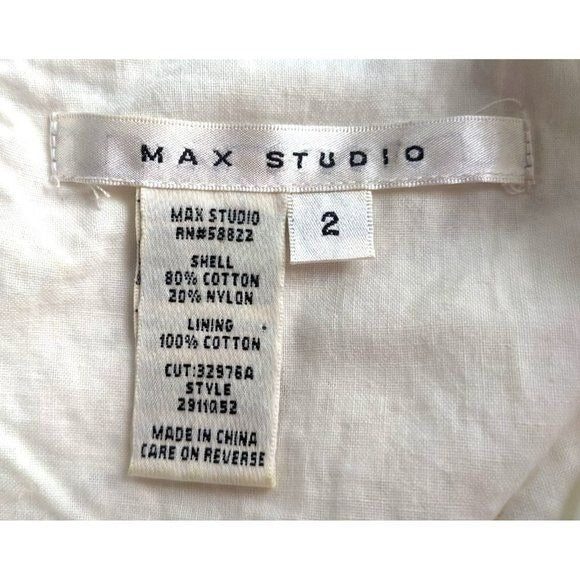 MAX STUDIO
2
MAX STUDIO
RN#58822
SHELL
80% COTTON
20% NYLON
LINING
100% COTTON
CUT:32976A
STYLE
2911Q52
MADE IN CHINA
CARE ON REVERSE